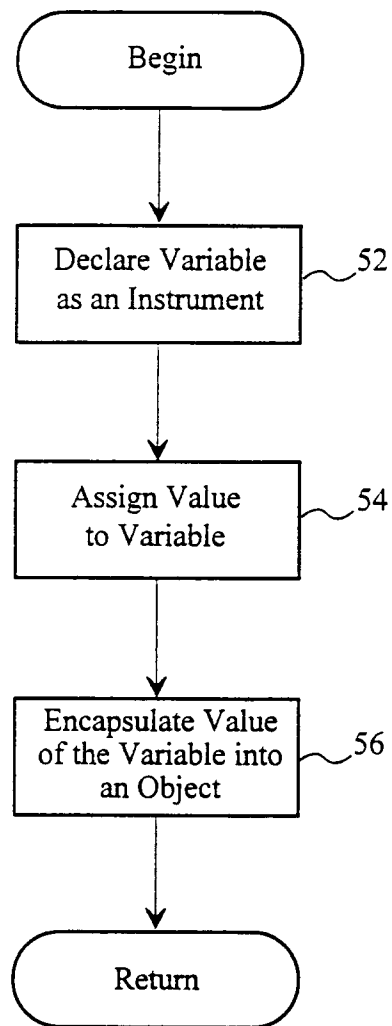 Begin
Declare Variable
as an Instrument
52
Assign Value
to Variable
54
Encapsulate Value
of the Variable into
an Object
56
Return